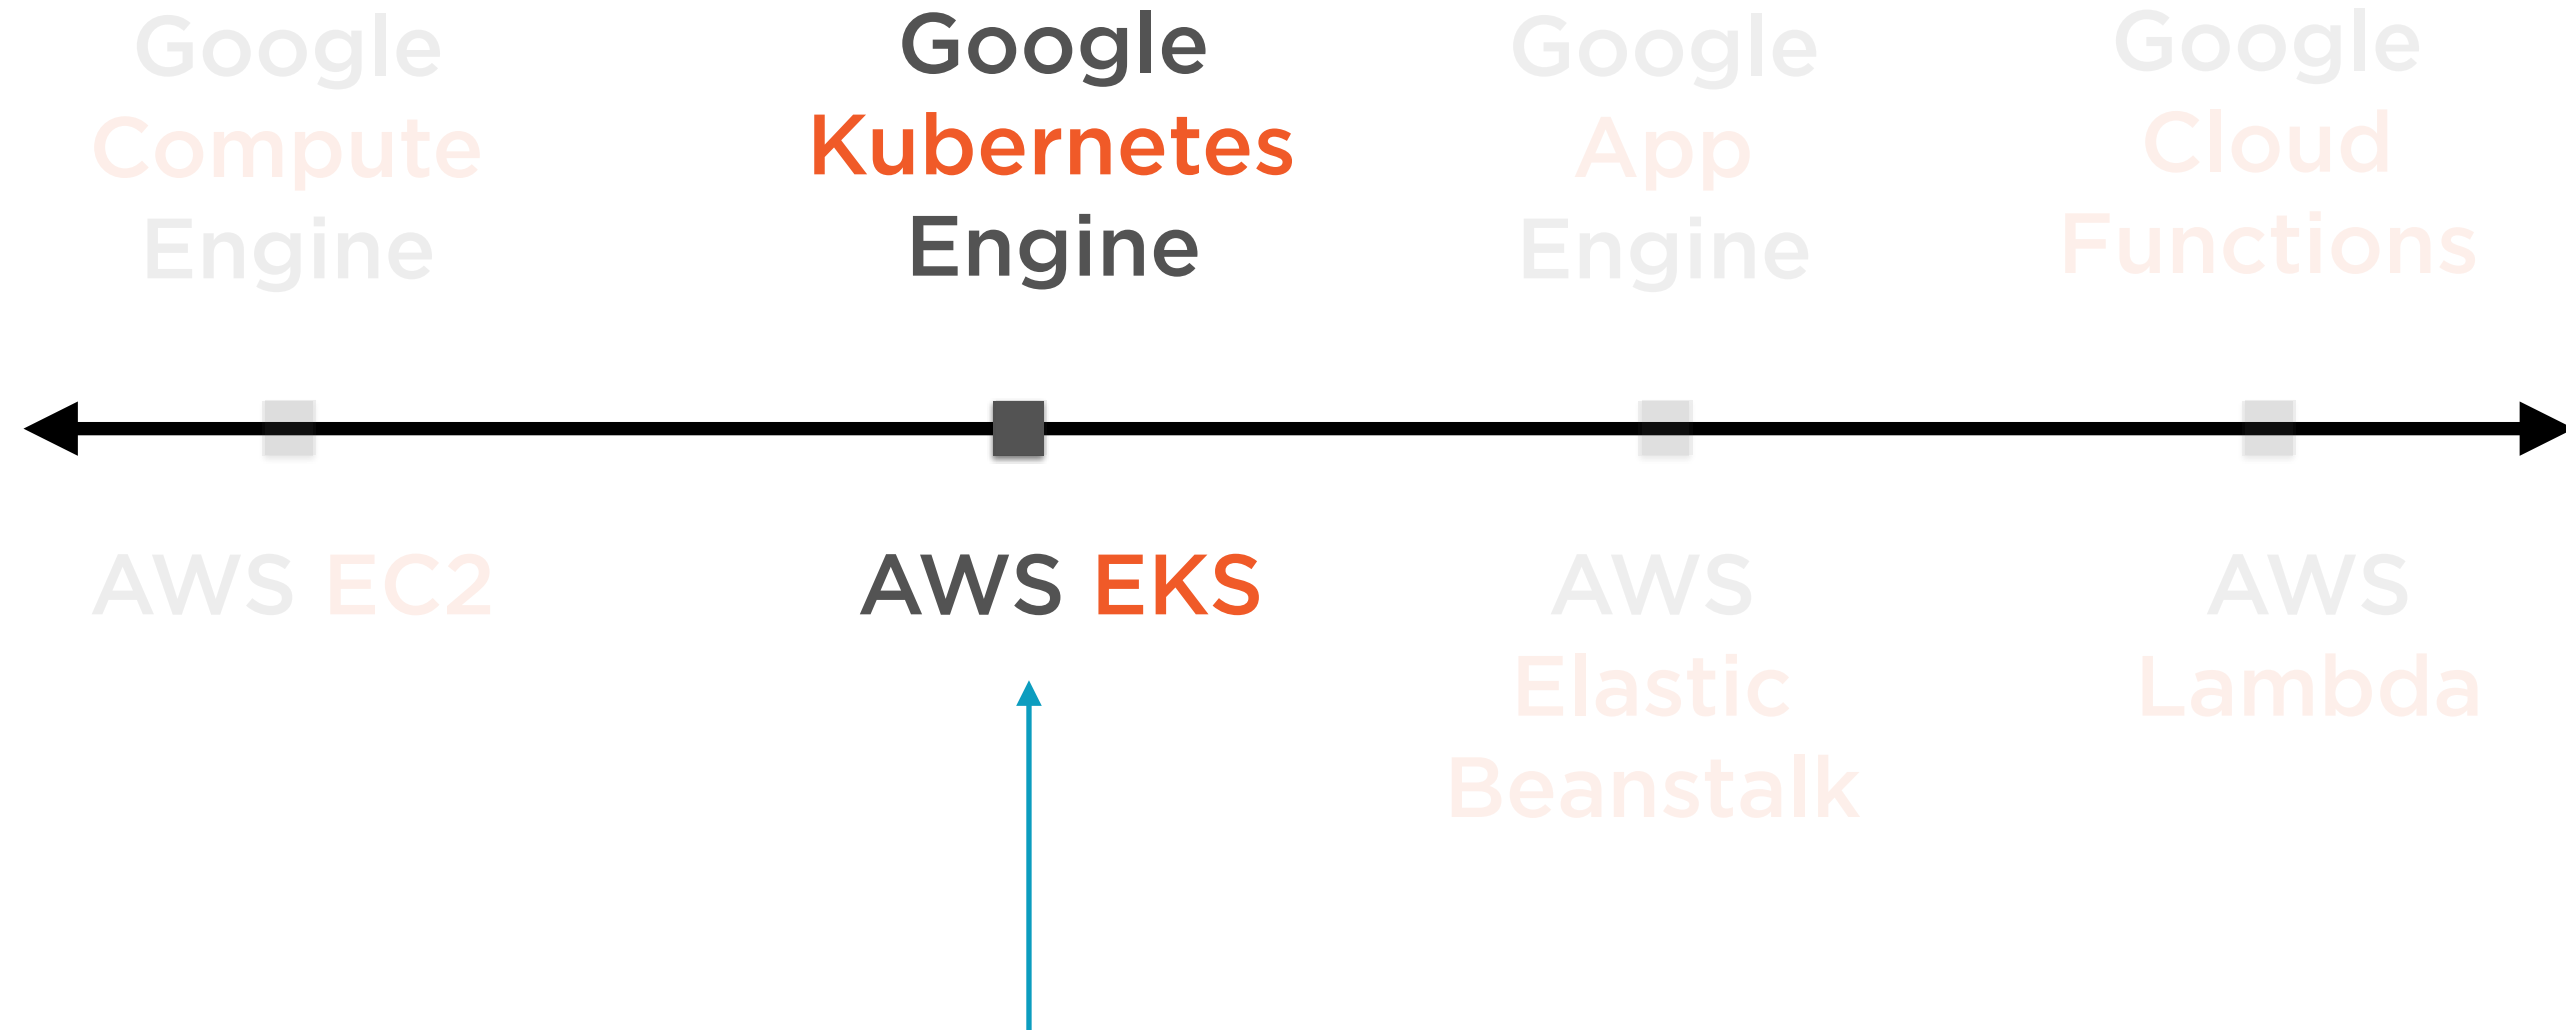 Google
Compute
Engine
Google
Kubernetes
Engine
Google
App
Engine
Google
Cloud
Functions
AWS EC2
AWS EKS
AWS
Elastic
Beanstalk
AWS
Lambda